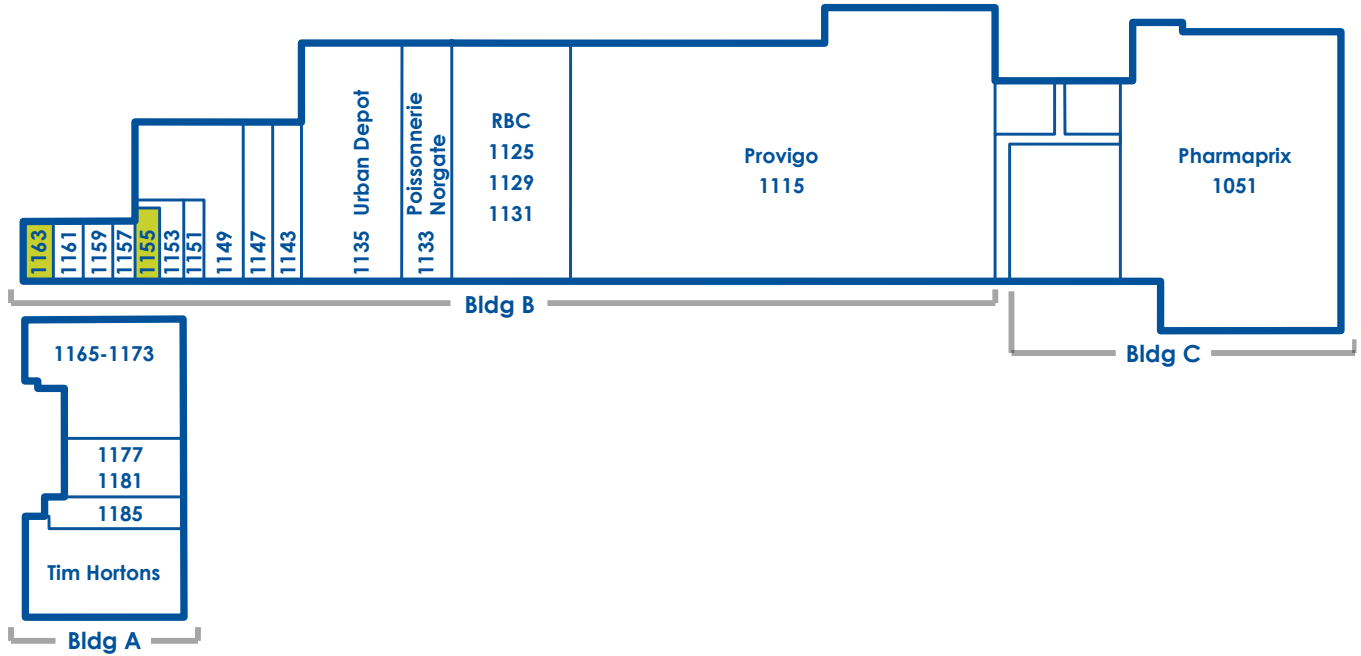 1163
1161
1159
1157
1155
1153
1151
1149
1147
1143
1135 Urban Depot
1133 Poissonnerie
Norgate
RBC
1125
1129
1131
Provigo
1115
Pharmaprix
1051
Bldg B
Bldg C
1165-1173
1177
1181
1185
Tim Hortons
Bldg A